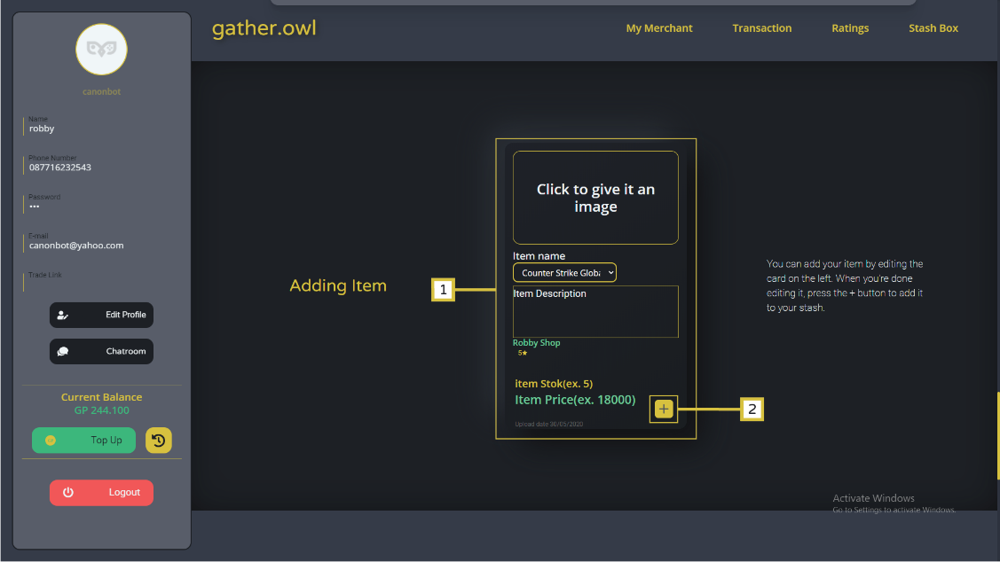 gather.owl
My Merchant
Transaction
Ratings
Stash Box
canonbot
Name
robby
Phone Number
087716232543
Password
•••
E-mail
canonbot@yahoo.com
Trade Link
Edit Profile
Chatroom
Current Balance
GP 244.100
Top Up
Logout
Adding Item
1
Click to give it an
image
Item name
Counter Strike Globa
Item Description
Robby Shop
5★
item Stok(ex. 5)
Item Price(ex. 18000)
+
Upload date 30/05/2020
2
You can add your item by editing the
card on the left. When you're done
editing it, press the + button to add it
to your stash.
Activate Windows
Go to Settings to activate Windows.